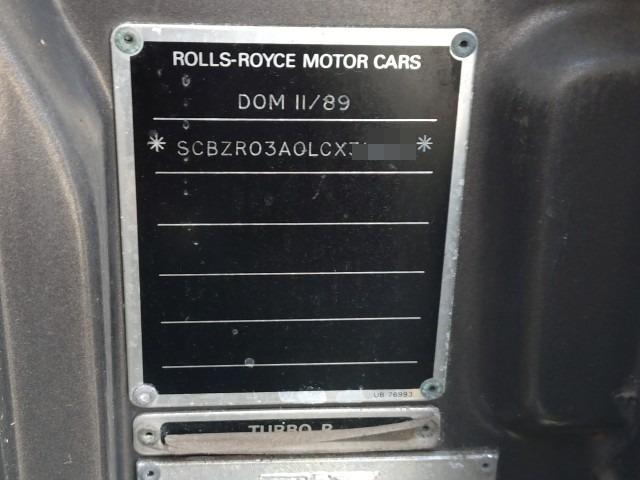 ROLLS-ROYCE MOTOR CARS
DOM 11/89
* SCBZR03A0LCX *
UB 76993
TURBO R